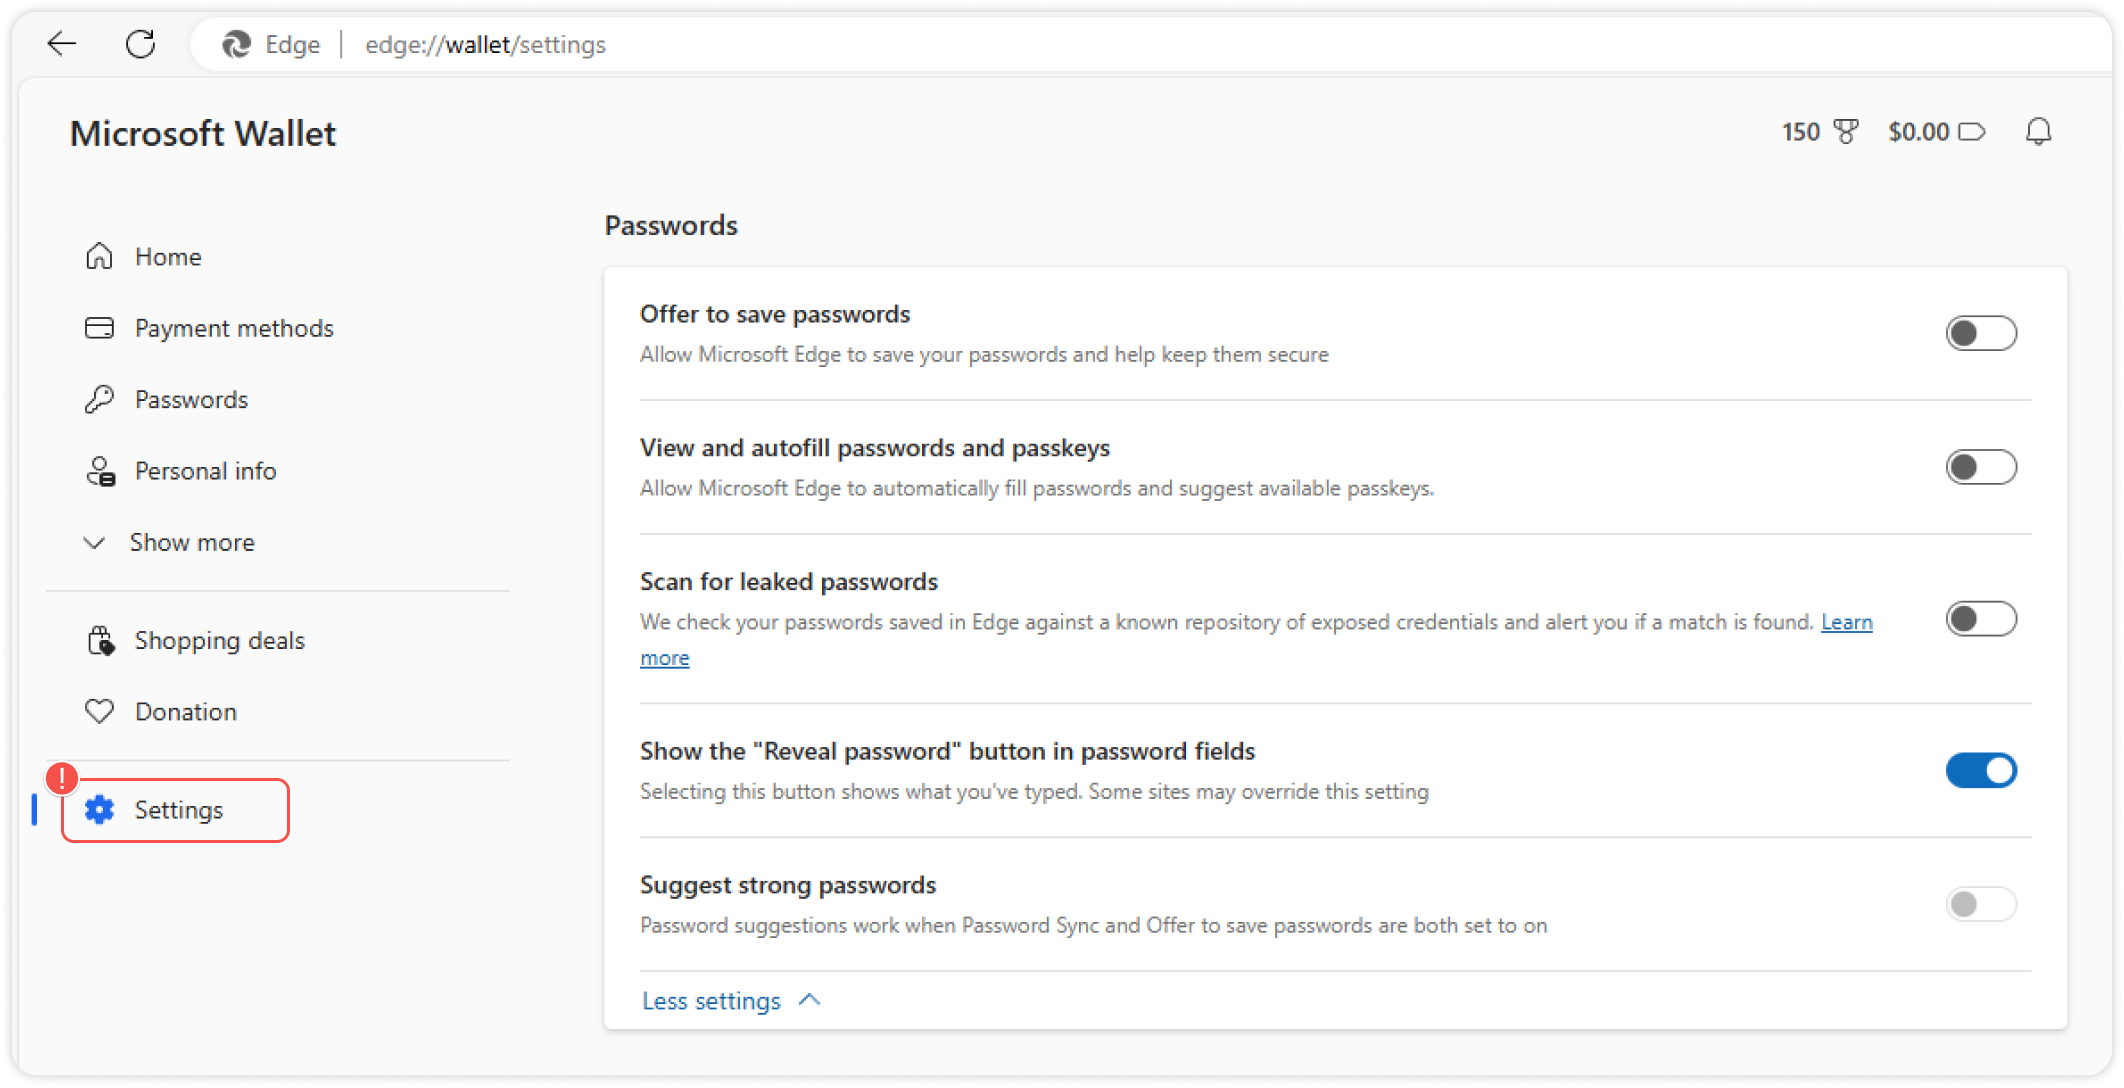 Edge | edge://wallet/settings
Microsoft Wallet
150
$0.00
Home
Payment methods
Passwords
Personal info
Show more
Shopping deals
Donation
!
Settings
Passwords
Offer to save passwords
Allow Microsoft Edge to save your passwords and help keep them secure
View and autofill passwords and passkeys
Allow Microsoft Edge to automatically fill passwords and suggest available passkeys.
Scan for leaked passwords
We check your passwords saved in Edge against a known repository of exposed credentials and alert you if a match is found. Learn
more
Show the "Reveal password" button in password fields
Selecting this button shows what you've typed. Some sites may override this setting
Suggest strong passwords
Password suggestions work when Password Sync and Offer to save passwords are both set to on
Less settings